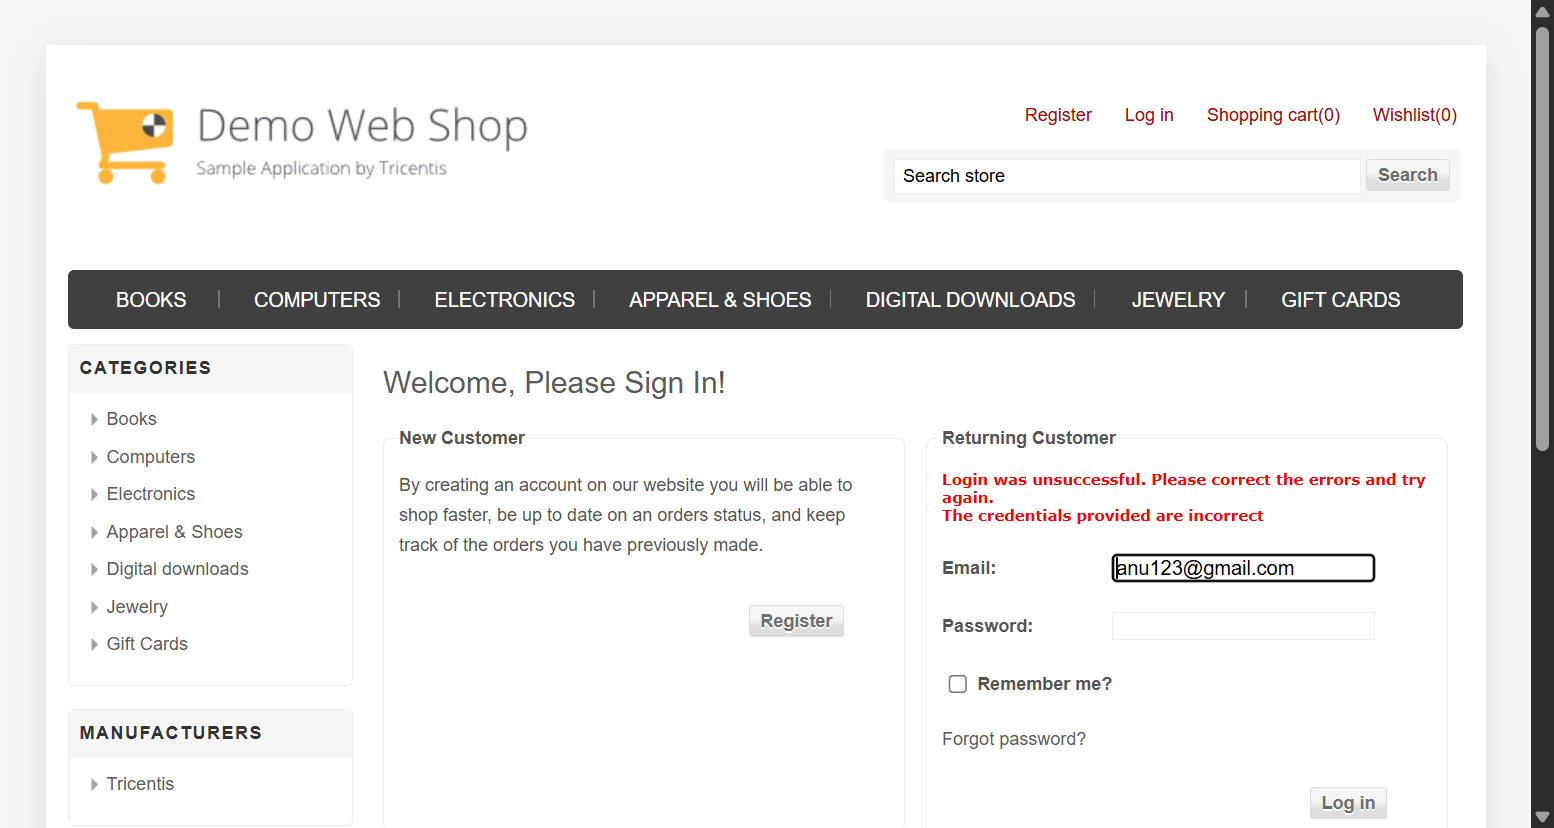 Demo Web Shop
Sample Application by Tricentis
Register Log in Shopping cart(0) Wishlist(0)
Search store Search
BOOKS COMPUTERS ELECTRONICS APPAREL & SHOES DIGITAL DOWNLOADS JEWELRY GIFT CARDS
CATEGORIES
Books
Computers
Electronics
Apparel & Shoes
Digital downloads
Jewelry
Gift Cards
MANUFACTURERS
Tricentis
Welcome, Please Sign In!
New Customer
By creating an account on our website you will be able to
shop faster, be up to date on an orders status, and keep
track of the orders you have previously made.
Register
Returning Customer
Login was unsuccessful. Please correct the errors and try
again.
The credentials provided are incorrect
Email: anu123@gmail.com
Password:
Remember me?
Forgot password?
Log in